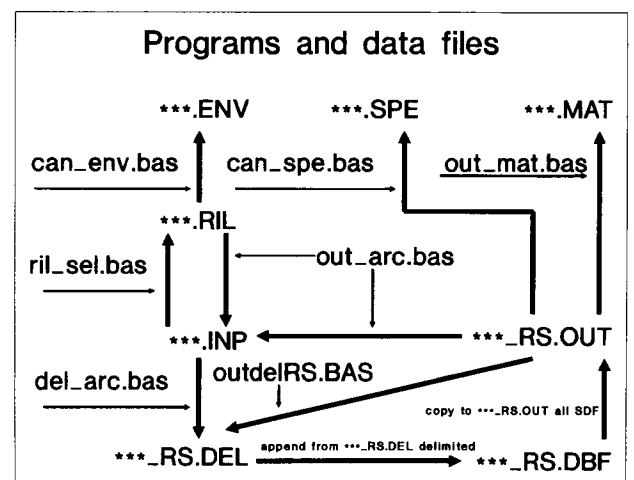 Programs and data files
***.ENV
***.SPE
***.MAT
can_env.bas
can_spe.bas
out_mat.bas
***.RIL
ril_sel.bas
out_arc.bas
***.INP
***_RS.OUT
del_arc.bas
outdelRS.BAS
copy to ***_RS.OUT all SDF
***_RS.DEL
append from ***_RS.DEL delimited
***_RS.DBF